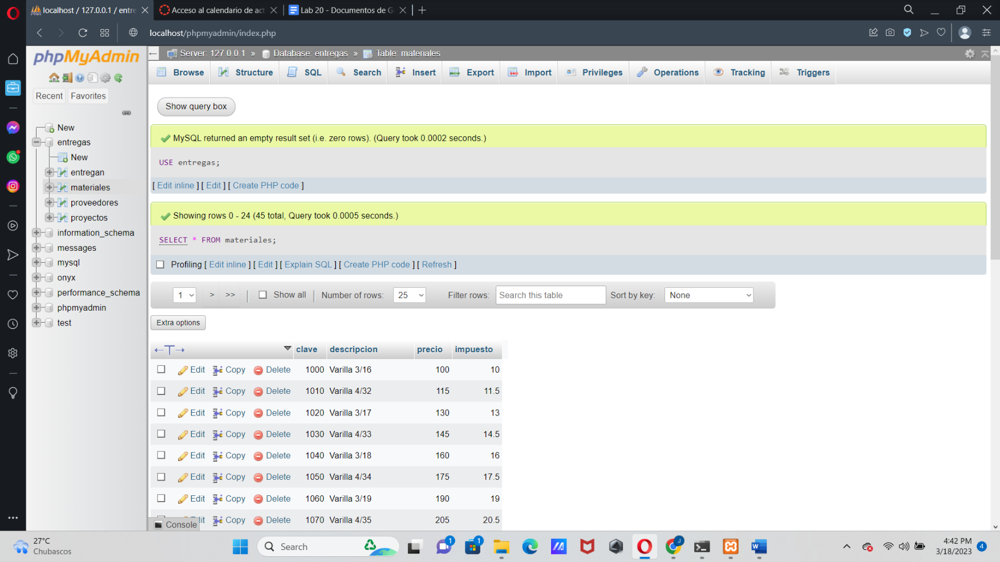 localhost / 127.0.0.1 / entre
Acceso al calendario de act
Lab 20 - Documentos de G
localhost/phpmyadmin/index.php
phpMyAdmin
Recent
Favorites
New
entregas
New
entregan
materiales
proveedores
proyectos
information_schema
messages
mysql
onyx
performance_schema
phpmyadmin
test
Server: 127.0.0.1 » Database: entregas » Table: materiales
Browse Structure SQL Search Insert Export Import Privileges Operations Tracking Triggers
Show query box
MySQL returned an empty result set (i.e. zero rows). (Query took 0.0002 seconds.)
USE entregas;
[ Edit inline ] [ Edit ] [ Create PHP code ]
Showing rows 0 - 24 (45 total, Query took 0.0005 seconds.)
SELECT * FROM materiales;
Profiling [ Edit inline ] [ Edit ] [ Explain SQL ] [ Create PHP code ] [ Refresh ]
1 > >> Show all Number of rows: 25 Filter rows: Search this table Sort by key: None
Extra options
←T→ clave descripcion precio impuesto
Edit Copy Delete 1000 Varilla 3/16 100 10
Edit Copy Delete 1010 Varilla 4/32 115 11.5
Edit Copy Delete 1020 Varilla 3/17 130 13
Edit Copy Delete 1030 Varilla 4/33 145 14.5
Edit Copy Delete 1040 Varilla 3/18 160 16
Edit Copy Delete 1050 Varilla 4/34 175 17.5
Edit Copy Delete 1060 Varilla 3/19 190 19
Copy Delete 1070 Varilla 4/35 205 20.5
Console
27°C
Chubascos
Search
1
1
J
4:42 PM
3/18/2023
4